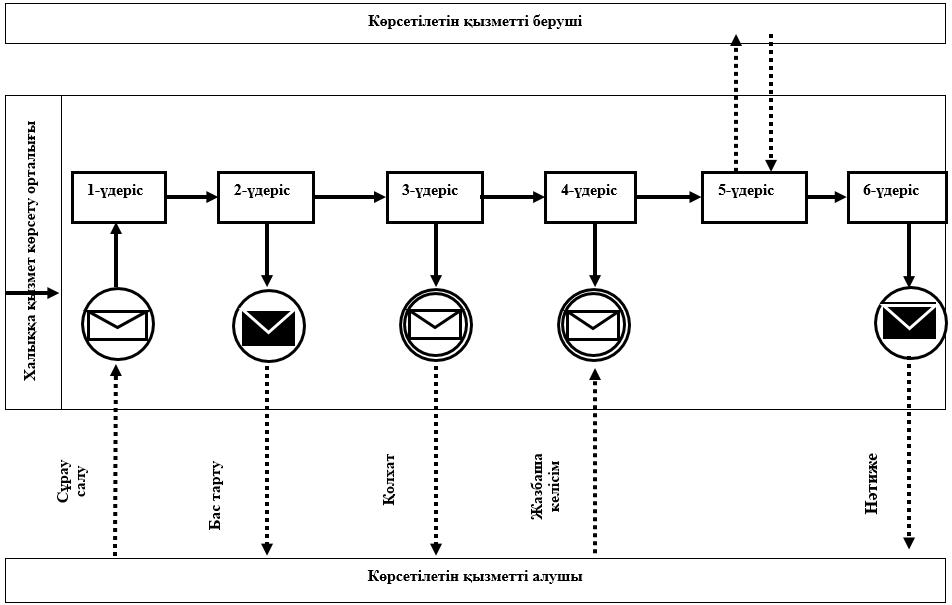 Көрсетілетін қызметті беруші
Халыққа қызмет көрсету орталығы
1-үдеріс
2-үдеріс
3-үдеріс
4-үдеріс
5-үдеріс
6-үдеріс
Сұрау
салу
Бас тарту
Қолхат
Жазбаша
келісім
Нәтиже
Көрсетілетін қызметті алушы